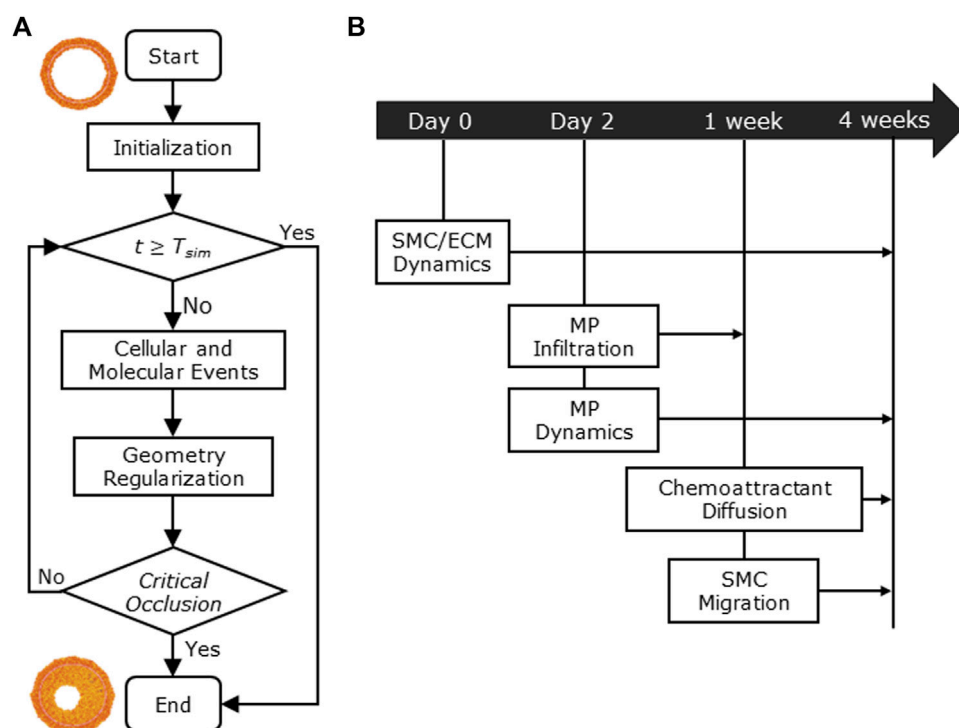 A
Start
Initialization
t ≥ Tsim
Yes
No
Cellular and
Molecular Events
Geometry
Regularization
Critical
Occlusion
No
Yes
End
B
Day 0 Day 2 1 week 4 weeks
SMC/ECM
Dynamics
MP
Infiltration
MP
Dynamics
Chemoattractant
Diffusion
SMC
Migration